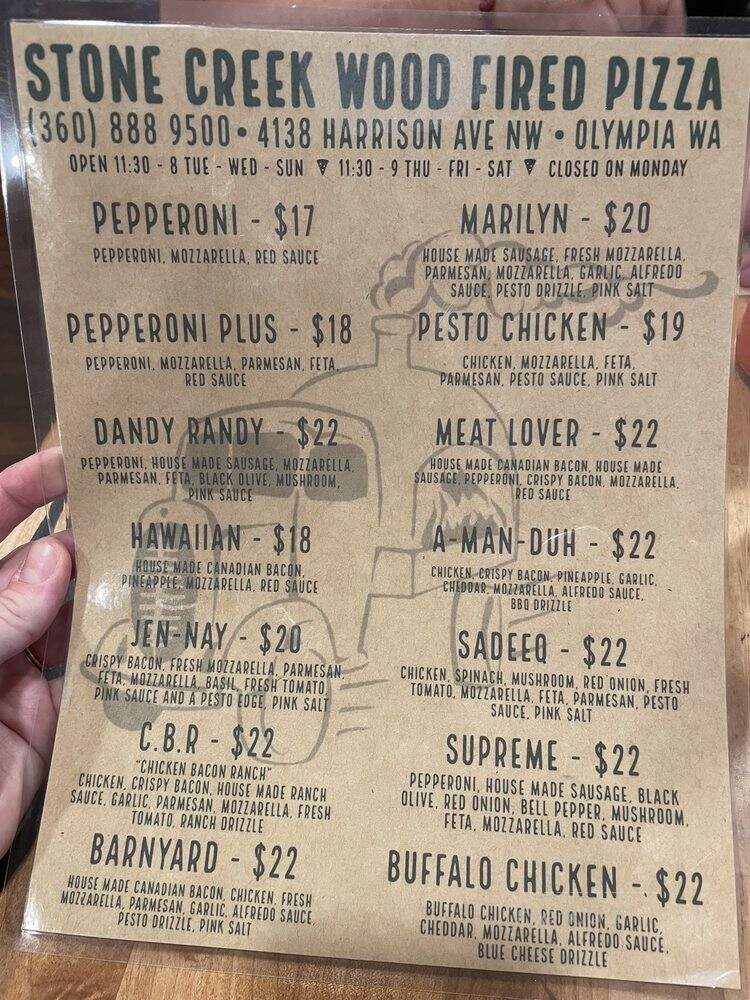 STONE CREEK WOOD FIRED PIZZA
(360) 888 9500 • 4138 HARRISON AVE NW • OLYMPIA WA
OPEN 11:30 - 8 TUE - WED - SUN 11:30 - 9 THU - FRI - SAT CLOSED ON MONDAY
PEPPERONI - $17
PEPPERONI, MOZZARELLA, RED SAUCE
PEPPERONI PLUS - $18
PEPPERONI, MOZZARELLA, PARMESAN, FETA,
RED SAUCE
DANDY RANDY - $22
PEPPERONI, HOUSE MADE SAUSAGE, MOZZARELLA,
PARMESAN, FETA, BLACK OLIVE, MUSHROOM,
PINK SAUCE
HAWAIIAN - $18
HOUSE MADE CANADIAN BACON,
PINEAPPLE, MOZZARELLA, RED SAUCE
JEN-NAY - $20
CRISPY BACON, FRESH MOZZARELLA, PARMESAN,
FETA, MOZZARELLA, BASIL, FRESH TOMATO,
PINK SAUCE AND A PESTO EDGE, PINK SALT
C.B.R - $22
"CHICKEN BACON RANCH"
CHICKEN, CRISPY BACON, HOUSE MADE RANCH
SAUCE, GARLIC, PARMESAN, MOZZARELLA, FRESH
TOMATO, RANCH DRIZZLE
BARNYARD - $22
HOUSE MADE CANADIAN BACON, CHICKEN, FRESH
MOZZARELLA, PARMESAN, GARLIC, ALFREDO SAUCE,
PESTO DRIZZLE, PINK SALT
MARILYN - $20
HOUSE MADE SAUSAGE, FRESH MOZZARELLA,
PARMESAN, MOZZARELLA, GARLIC, ALFREDO
SAUCE, PESTO DRIZZLE, PINK SALT
PESTO CHICKEN - $19
CHICKEN, MOZZARELLA, FETA,
PARMESAN, PESTO SAUCE, PINK SALT
MEAT LOVER - $22
HOUSE MADE CANADIAN BACON, HOUSE MADE
SAUSAGE, PEPPERONI, CRISPY BACON, MOZZARELLA,
RED SAUCE
A-MAN-DUH - $22
CHICKEN, CRISPY BACON, PINEAPPLE, GARLIC,
CHEDDAR, MOZZARELLA, ALFREDO SAUCE,
BBQ DRIZZLE
SADEEQ - $22
CHICKEN, SPINACH, MUSHROOM, RED ONION, FRESH
TOMATO, MOZZARELLA, FETA, PARMESAN, PESTO
SAUCE, PINK SALT
SUPREME - $22
PEPPERONI, HOUSE MADE SAUSAGE, BLACK
OLIVE, RED ONION, BELL PEPPER, MUSHROOM,
FETA, MOZZARELLA, RED SAUCE
BUFFALO CHICKEN - $22
BUFFALO CHICKEN, RED ONION, GARLIC,
CHEDDAR, MOZZARELLA, ALFREDO SAUCE,
BLUE CHEESE DRIZZLE